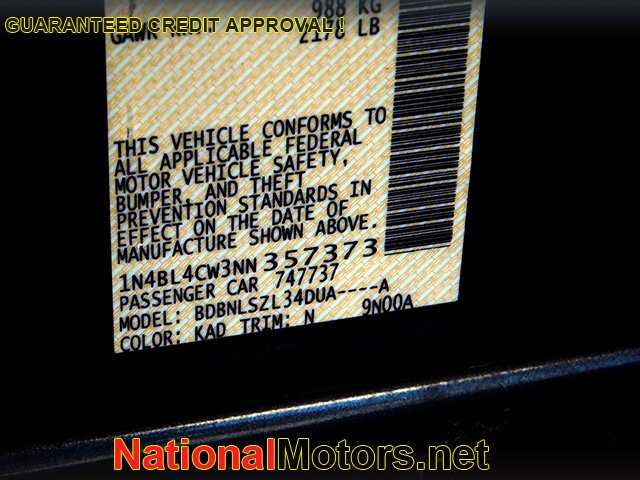 988 KG
GUARANTEED CREDIT APPROVAL !
GAWR 2178 LB
THIS VEHICLE CONFORMS TO
ALL APPLICABLE FEDERAL
MOTOR VEHICLE SAFETY,
BUMPER, AND THEFT
PREVENTION STANDARDS IN
EFFECT ON THE DATE OF
MANUFACTURE SHOWN ABOVE.
1N4BL4CW3NN357373
PASSENGER CAR 747737
MODEL: BDBNLSZL34DUA----A
COLOR: KAD TRIM: N 9N00A
NationalMotors.net